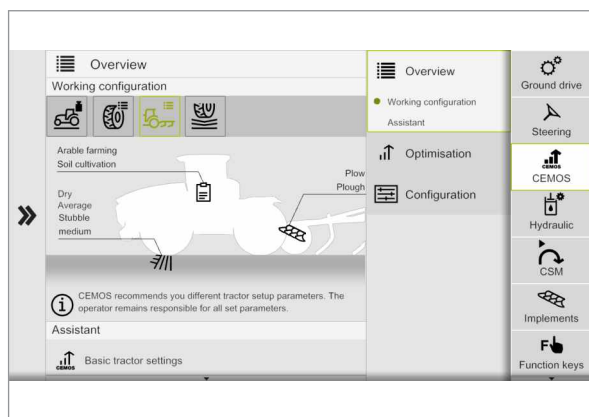 Overview
Working configuration
Arable farming
Soil cultivation
Dry
Average
Stubble
medium
Plow
Plough
CEMOS recommends you different tractor setup parameters. The
operator remains responsible for all set parameters.
Assistant
CEMOS
Basic tractor settings
Overview
Working configuration
Assistant
Optimisation
Configuration
Ground drive
Steering
CEMOS
CEMOS
Hydraulic
CSM
Implements
F
Function keys